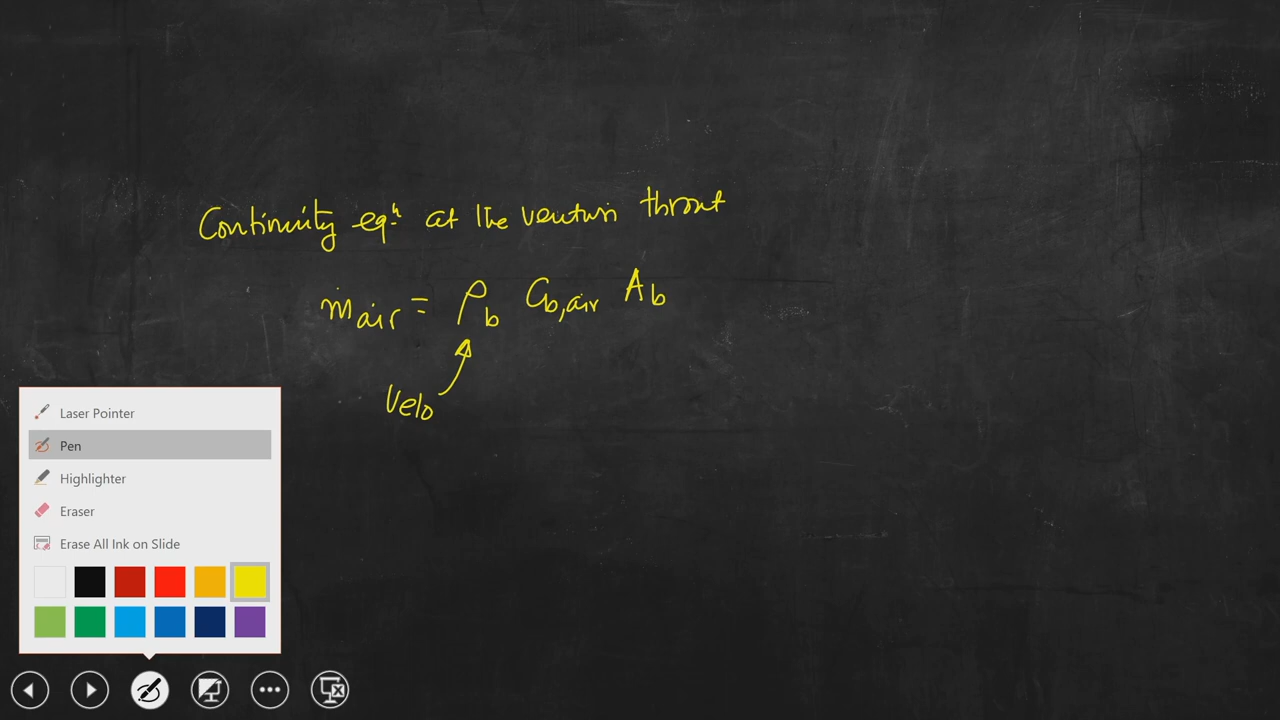 Continuity eqⁿ at the venturi throat
ṁair = ρb Cb,air Ab
Velo
Laser Pointer
Pen
Highlighter
Eraser
Erase All Ink on Slide